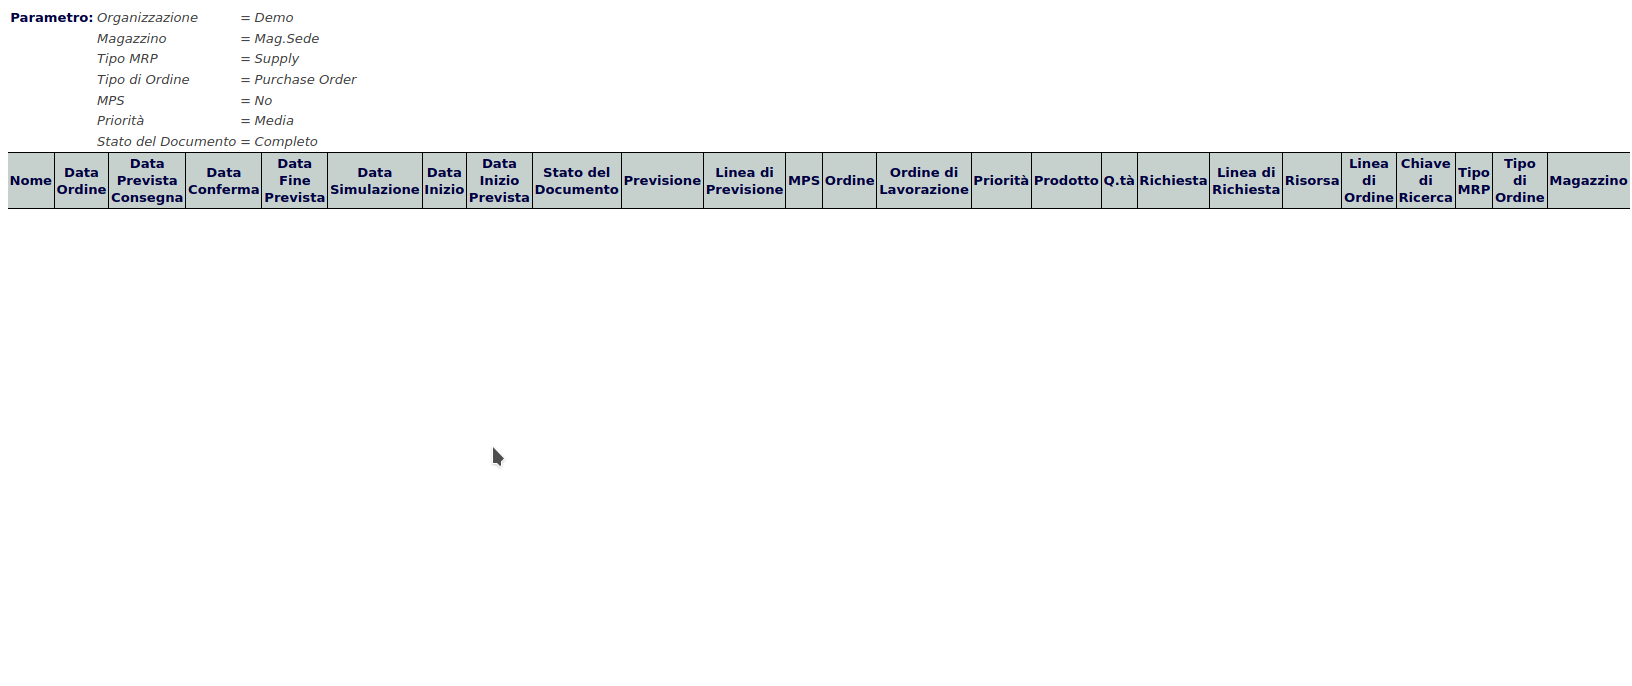 Parametro: Organizzazione = Demo
Magazzino = Mag.Sede
Tipo MRP = Supply
Tipo di Ordine = Purchase Order
MPS = No
Priorità = Media
Stato del Documento = Completo
Nome
Data
Ordine
Data
Prevista
Consegna
Data
Conferma
Data
Fine
Prevista
Data
Simulazione
Data
Inizio
Data
Inizio
Prevista
Stato del
Documento
Previsione
Linea di
Previsione
MPS
Ordine
Ordine di
Lavorazione
Priorità
Prodotto
Q.tà
Richiesta
Linea di
Richiesta
Risorsa
Linea
di
Ordine
Chiave
di
Ricerca
Tipo
MRP
Tipo
di
Ordine
Magazzino